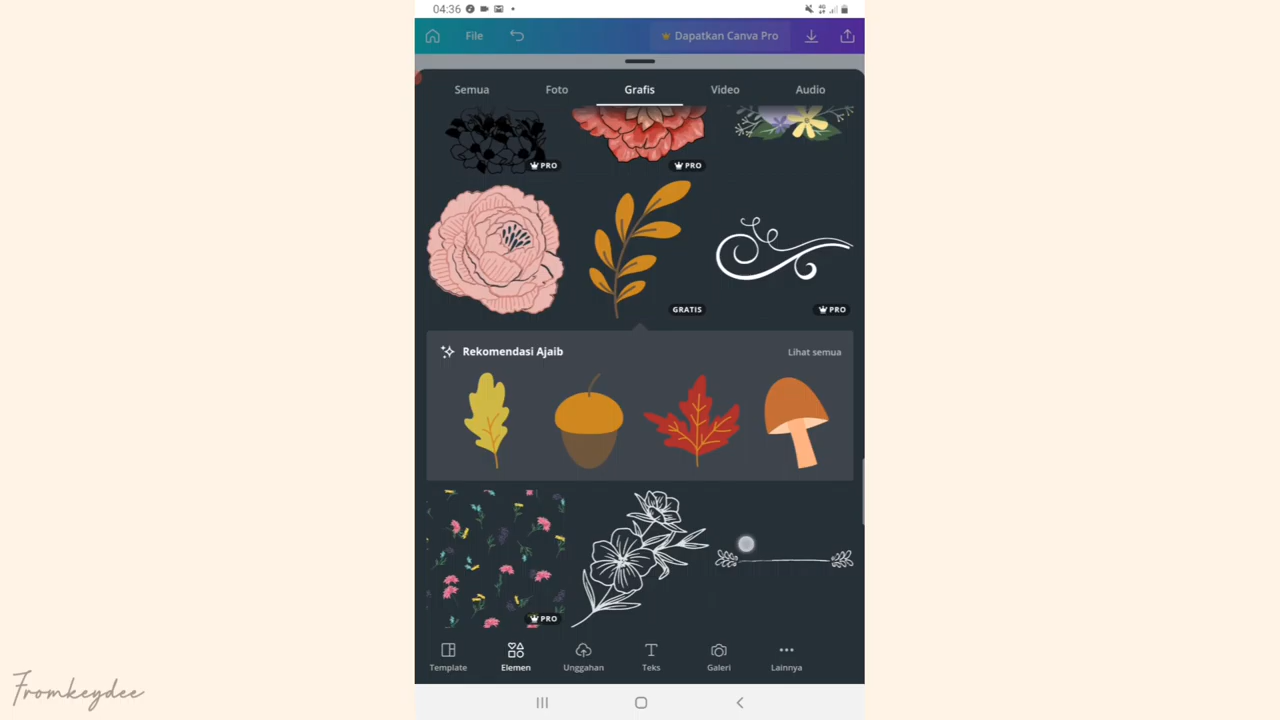 04:36
File
Dapatkan Canva Pro
Semua
Foto
Grafis
Video
Audio
PRO
PRO
GRATIS
PRO
Rekomendasi Ajaib
Lihat semua
PRO
Template
Elemen
Unggahan
Teks
Galeri
Lainnya
Fromkeydee